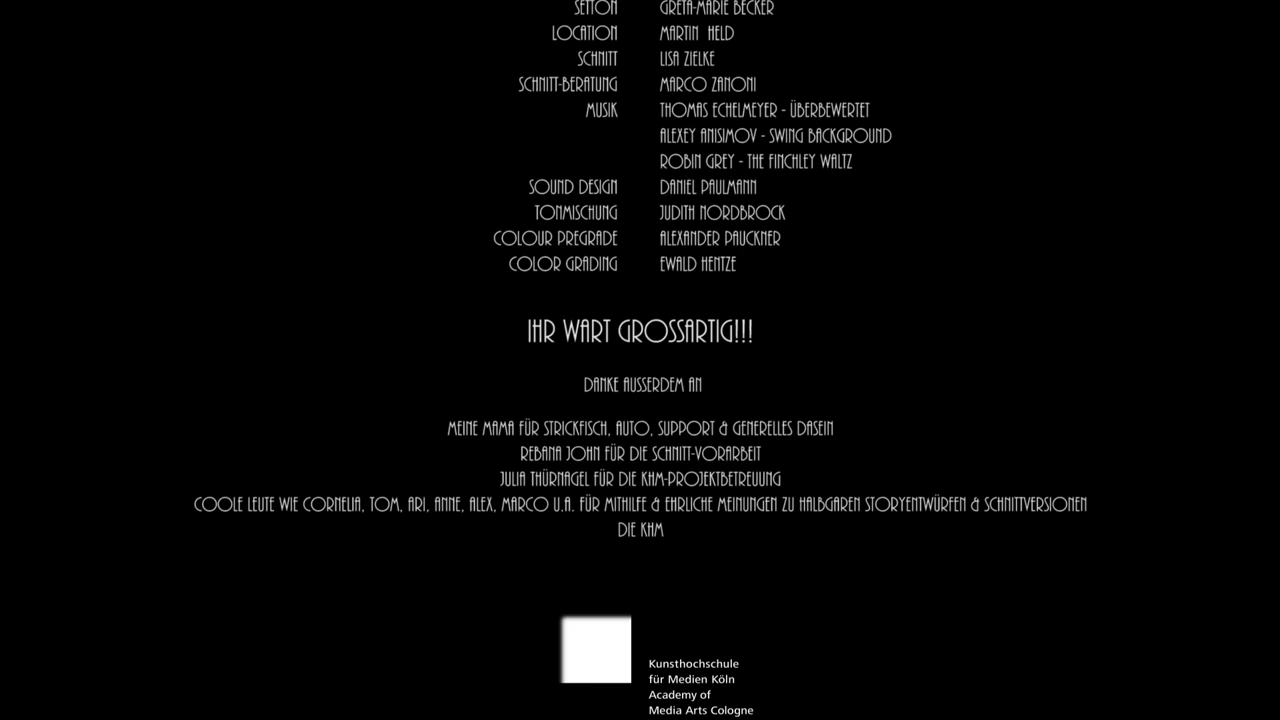 SETTON GRETA-MARIE BECKER
LOCATION MARTIN HELD
SCHNITT LISA ZIELKE
SCHNITT-BERATUNG MARCO ZANONI
MUSIK THOMAS ECHELMEYER - ÜBERBEWERTET
ALEXEY ANISIMOV - SWING BACKGROUND
ROBIN GREY - THE FINCHLEY WALTZ
SOUND DESIGN DANIEL PAULMANN
TONMISCHUNG JUDITH NORDBROCK
COLOUR PREGRADE ALEXANDER PAUCKNER
COLOR GRADING EWALD HENTZE
IHR WART GROSSARTIG!!!
DANKE AUSSERDEM AN
MEINE MAMA FÜR STRICKFISCH, AUTO, SUPPORT & GENERELLES DASEIN
REBANA JOHN FÜR DIE SCHNITT-VORARBEIT
JULIA THÜRNAGEL FÜR DIE KHM-PROJEKTBETREUUNG
COOLE LEUTE WIE CORNELIA, TOM, ARI, ANNE, ALEX, MARCO U.A. FÜR MITHILFE & EHRLICHE MEINUNGEN ZU HALBGAREN STORYENTWÜRFEN & SCHNITTVERSIONEN
DIE KHM
Kunsthochschule
für Medien Köln
Academy of
Media Arts Cologne